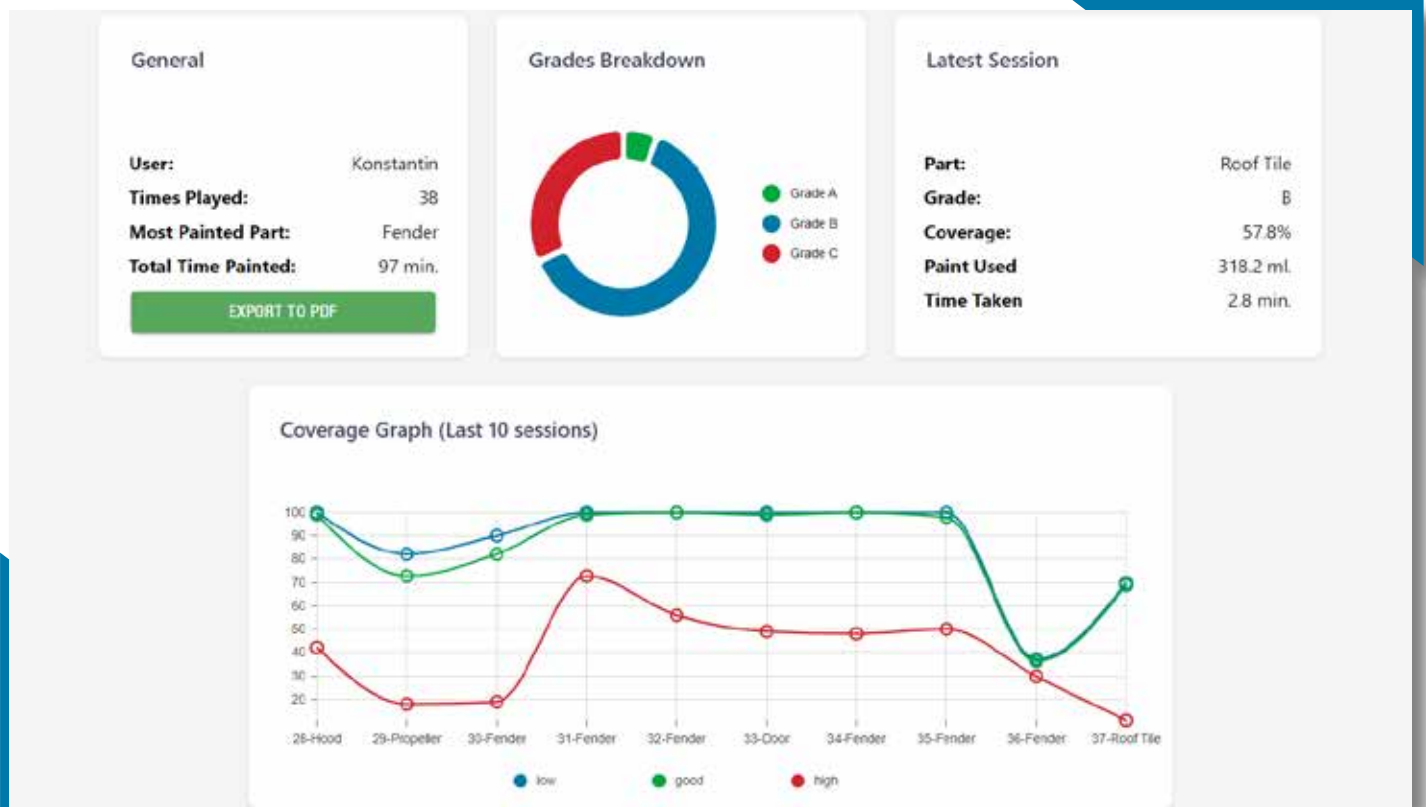 General
User: Konstantin
Times Played: 38
Most Painted Part: Fender
Total Time Painted: 97 min.
EXPORT TO PDF
Grades Breakdown
Grade A
Grade B
Grade C
Latest Session
Part: Roof Tile
Grade: B
Coverage: 57.8%
Paint Used 318.2 ml.
Time Taken 2.8 min.
Coverage Graph (Last 10 sessions)
100
90
80
70
60
50
40
30
20
28-Hood 29-Propeller 30-Fender 31-Fender 32-Fender 33-Door 34-Fender 35-Fender 36-Fender 37-Roof Tile
low good high